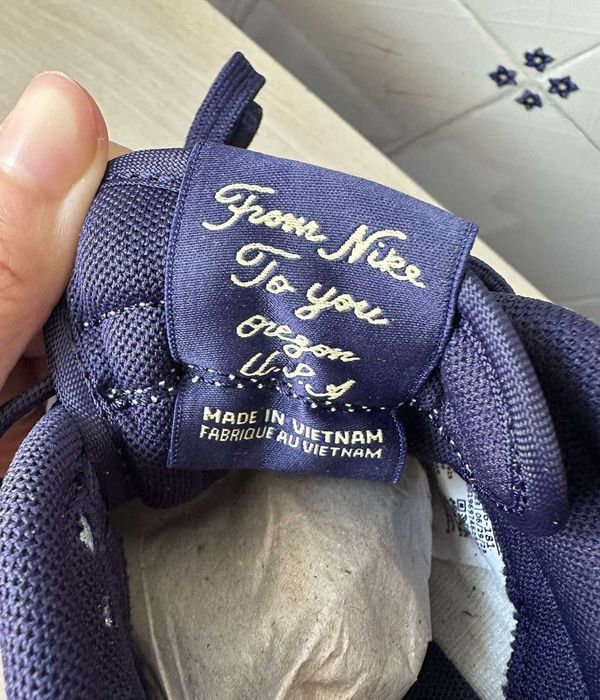 From Nike
To you
oregon
U.S.A
MADE IN VIETNAM
FABRIQUE AU VIETNAM